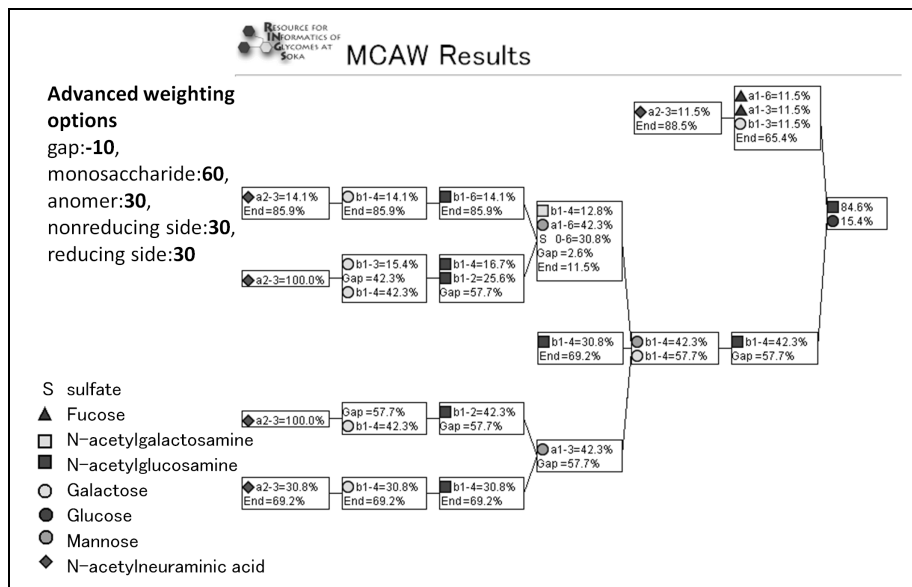 RESOURCE FOR
INFORMATICS OF
GLYCOMES AT
SOKA
MCAW Results
Advanced weighting
options
gap:-10,
monosaccharide:60,
anomer:30,
nonreducing side:30,
reducing side:30
a2-3=11.5%
End=88.5%
a1-6=11.5%
a1-3=11.5%
b1-3=11.5%
End=65.4%
a2-3=14.1%
End=85.9%
b1-4=14.1%
End=85.9%
b1-6=14.1%
End=85.9%
b1-4=12.8%
a1-6=42.3%
S 0-6=30.8%
Gap=2.6%
End=11.5%
84.6%
15.4%
a2-3=100.0%
b1-3=15.4%
Gap=42.3%
b1-4=42.3%
b1-4=16.7%
b1-2=25.6%
Gap=57.7%
b1-4=30.8%
End=69.2%
b1-4=42.3%
b1-4=57.7%
b1-4=42.3%
Gap=57.7%
a2-3=100.0%
Gap=57.7%
b1-4=42.3%
b1-2=42.3%
Gap=57.7%
a1-3=42.3%
Gap=57.7%
a2-3=30.8%
End=69.2%
b1-4=30.8%
End=69.2%
b1-4=30.8%
End=69.2%
S sulfate
Fucose
N-acetylgalactosamine
N-acetylglucosamine
Galactose
Glucose
Mannose
N-acetylneuraminic acid